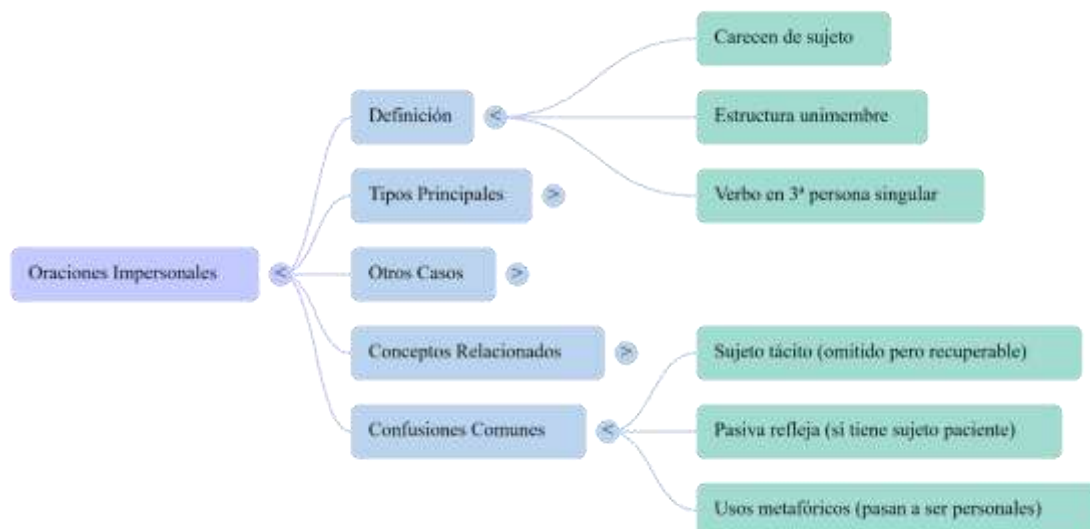 Oraciones Impersonales
Definición
Carecen de sujeto
Estructura unimembre
Verbo en 3ª persona singular
Tipos Principales
Otros Casos
Conceptos Relacionados
Confusiones Comunes
Sujeto tácito (omitido pero recuperable)
Pasiva refleja (sí tiene sujeto paciente)
Usos metafóricos (pasan a ser personales)